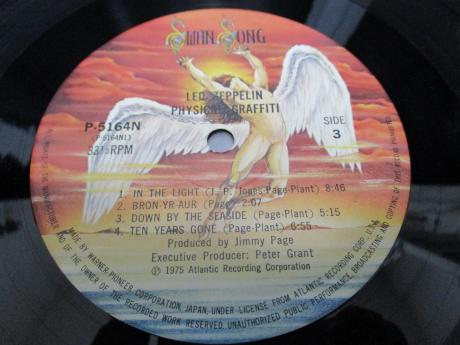 SWAN SONG
LED ZEPPELIN
PHYSICAL GRAFFITI
P-5164N
(P-5164N1)
33⅓RPM
SIDE
3
1. IN THE LIGHT (J. P. Jones-Page-Plant) 8:46
2. BRON-YR-AUR (Page) 2:07
3. DOWN BY THE SEASIDE (Page-Plant) 5:15
4. TEN YEARS GONE (Page-Plant) 6:55
Produced by Jimmy Page
Executive Producer: Peter Grant
℗ 1975 Atlantic Recording Corporation
MADE BY WARNER-PIONEER CORPORATION JAPAN, UNDER LICENSE FROM ATLANTIC RECORDING CORP. U.S.A.
OF THE OWNER OF THE RECORDED WORK RESERVED. UNAUTHORIZED PUBLIC PERFORMANCE, BROADCASTING AND COPYING OF THIS RECORD